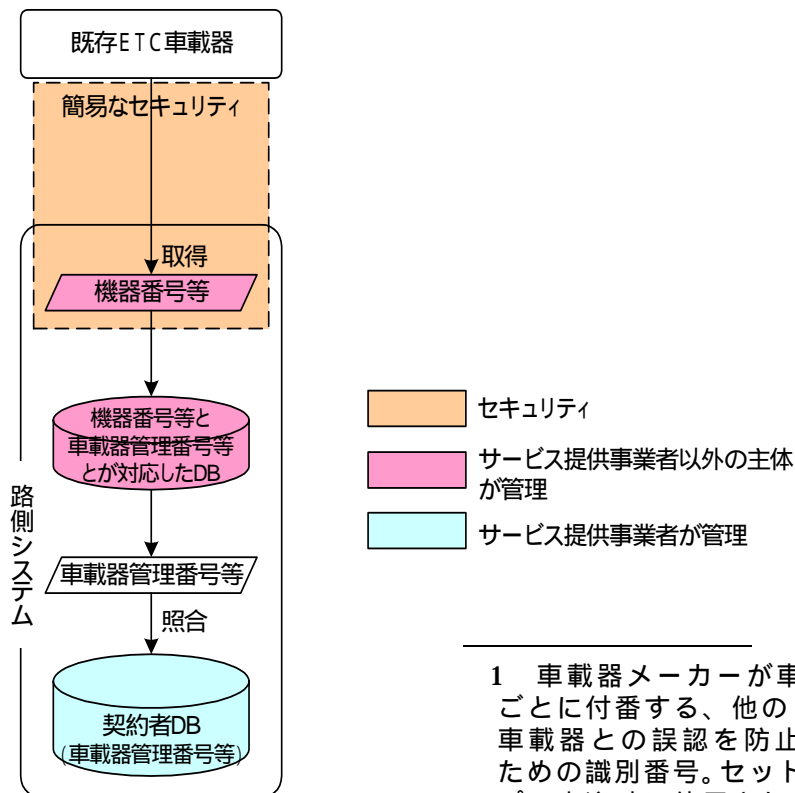 既存ETC車載器
簡易なセキュリティ
取得
機器番号等
機器番号等と
車載器管理番号等
とが対応したDB
路側システム
車載器管理番号等
照合
契約者DB
(車載器管理番号等)
セキュリティ
サービス提供事業者以外の主体
が管理
サービス提供事業者が管理
1 車載器メーカーが車
ごとに付番する、他の
車載器との誤認を防止
ための識別番号。セット